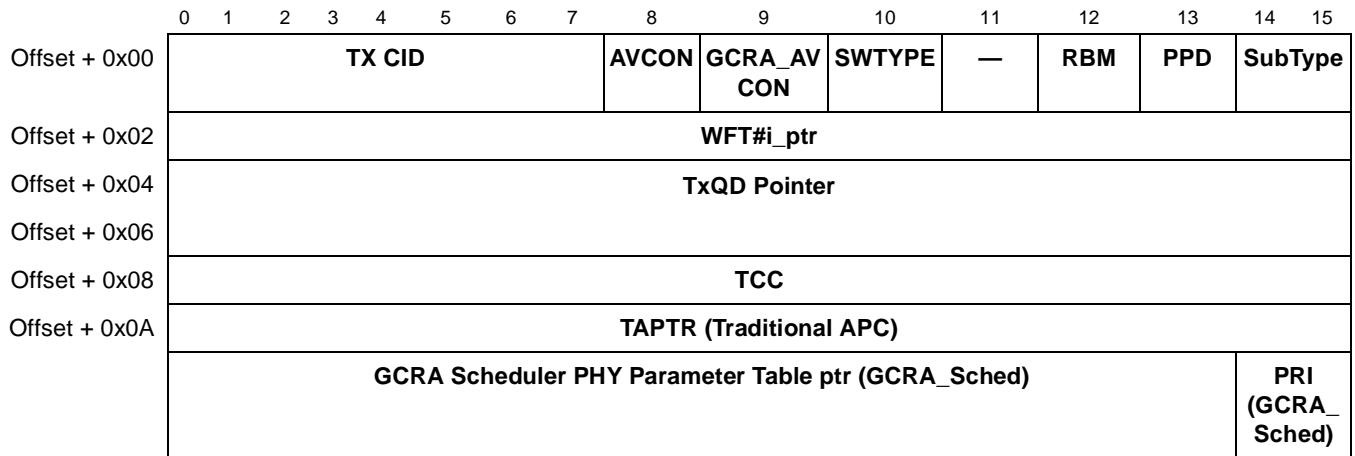 0 1 2 3 4 5 6 7 8 9 10 11 12 13 14 15
Offset + 0x00 TX CID AVCON GCRA_AV SWTYPE — RBM PPD SubType
CON
Offset + 0x02 WFT#i_ptr
Offset + 0x04 TxQD Pointer
Offset + 0x06
Offset + 0x08 TCC
Offset + 0x0A TAPTR (Traditional APC)
GCRA Scheduler PHY Parameter Table ptr (GCRA_Sched) PRI
(GCRA_
Sched)